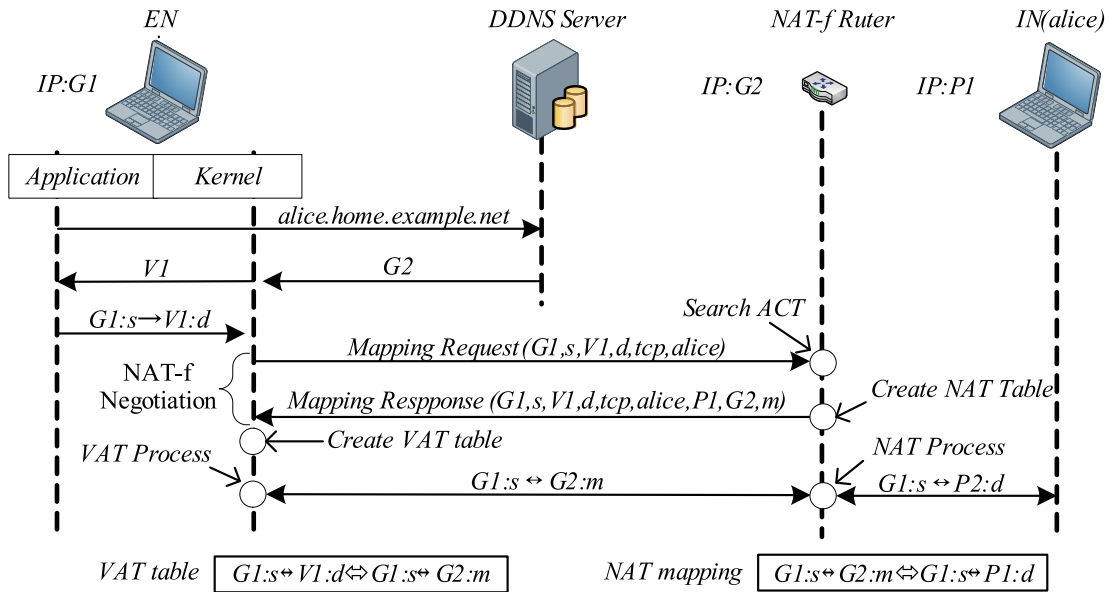 EN
DDNS Server
NAT-f Ruter
IN(alice)
IP:G1
IP:G2
IP:P1
Application
Kernel
alice.home.example.net
V1
G2
G1:s→V1:d
Search ACT
Mapping Request (G1,s,V1,d,tcp,alice)
NAT-f
Negotiation
Create NAT Table
Mapping Respponse (G1,s,V1,d,tcp,alice,P1,G2,m)
Create VAT table
VAT Process
NAT Process
G1:s ↔ G2:m
G1:s ↔ P2:d
VAT table
G1:s↔V1:d⇔G1:s↔G2:m
NAT mapping
G1:s↔G2:m⇔G1:s↔P1:d